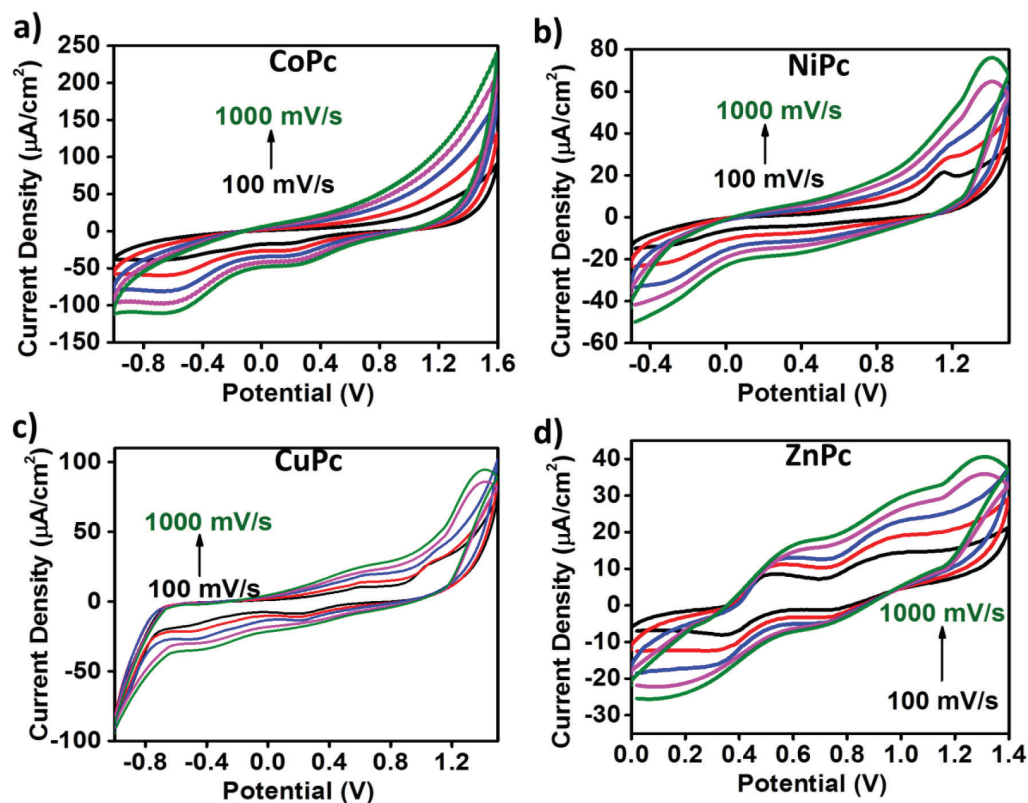 a)
CoPc
1000 mV/s
100 mV/s
250
200
150
100
50
0
-50
-100
-150
-0.8 -0.4 0.0 0.4 0.8 1.2 1.6
Current Density (µA/cm²)
Potential (V)
b)
NiPc
1000 mV/s
100 mV/s
80
60
40
20
0
-20
-40
-60
-0.4 0.0 0.4 0.8 1.2
Current Density (µA/cm²)
Potential (V)
c)
CuPc
1000 mV/s
100 mV/s
100
50
0
-50
-100
-0.8 -0.4 0.0 0.4 0.8 1.2
Current Density (µA/cm²)
Potential (V)
d)
ZnPc
1000 mV/s
100 mV/s
40
30
20
10
0
-10
-20
-30
0.0 0.2 0.4 0.6 0.8 1.0 1.2 1.4
Current Density (µA/cm²)
Potential (V)